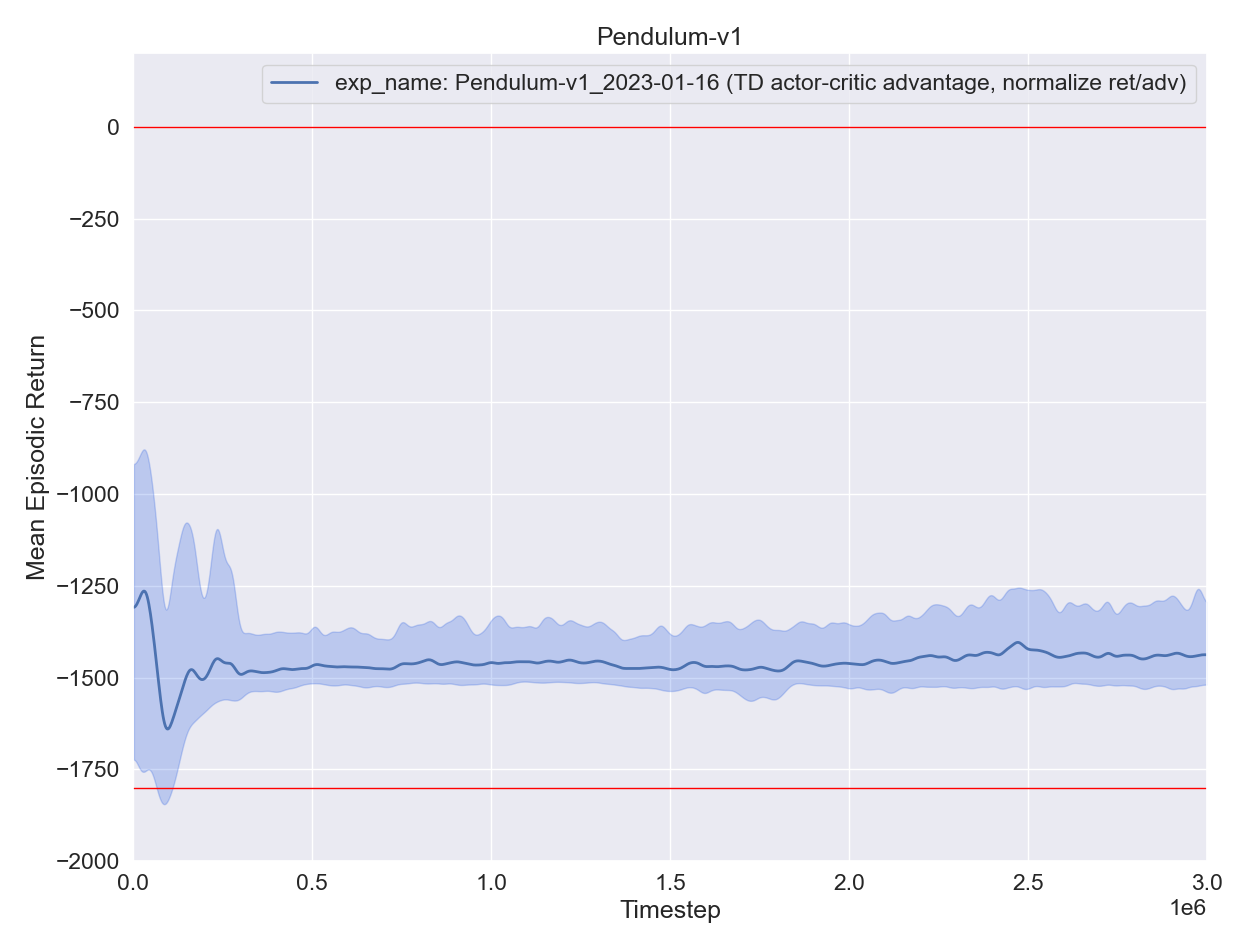 Pendulum-v1
exp_name: Pendulum-v1_2023-01-16 (TD actor-critic advantage, normalize ret/adv)
Mean Episodic Return
0
−250
−500
−750
−1000
−1250
−1500
−1750
−2000
0.0 0.5 1.0 1.5 2.0 2.5 3.0
Timestep
1e6